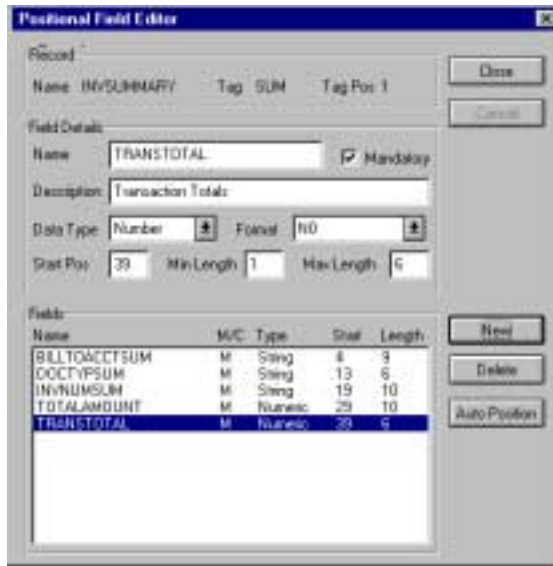 Positional Field Editor
Record
Name INVSUMMARY Tag SUM Tag Pos 1
Close
Cancel
Field Details
Name TRANSTOTAL Mandatory
Description Transaction Totals
Data Type Number Format N0
Start Pos 39 Min Length 1 Max Length 6
Fields
Name M/C Type Start Length
BILLTOACCTSUM M String 4 9
DOCTYPSUM M String 13 6
INVNUMSUM M String 19 10
TOTALAMOUNT M Numeric 29 10
TRANSTOTAL M Numeric 39 6
New
Delete
Auto Position